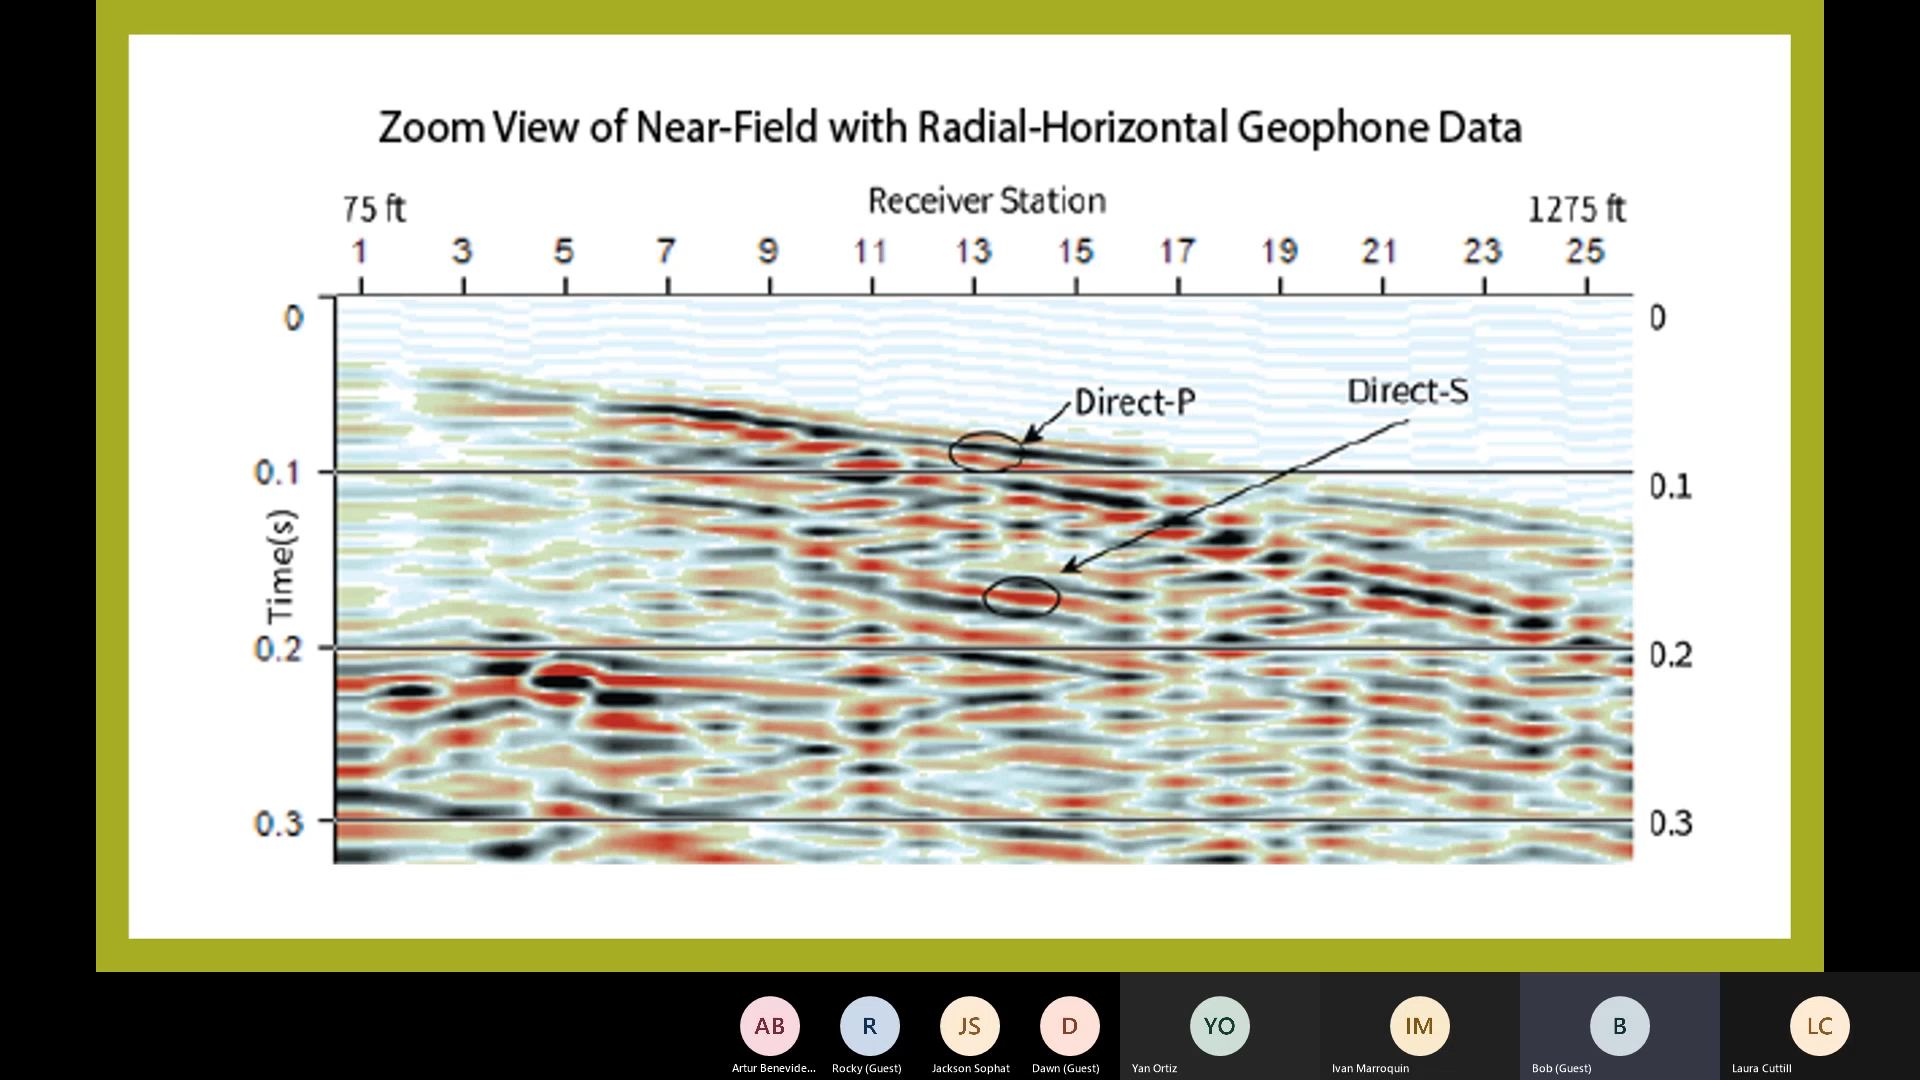 Zoom View of Near-Field with Radial-Horizontal Geophone Data
75 ft Receiver Station 1275 ft
1 3 5 7 9 11 13 15 17 19 21 23 25
0 0
Direct-P Direct-S
0.1 0.1
Time(s)
0.2 0.2
0.3 0.3
AB R JS D YO IM B LC
Artur Benevide... Rocky (Guest) Jackson Sophat Dawn (Guest) Yan Ortiz Ivan Marroquin Bob (Guest) Laura Cuttill